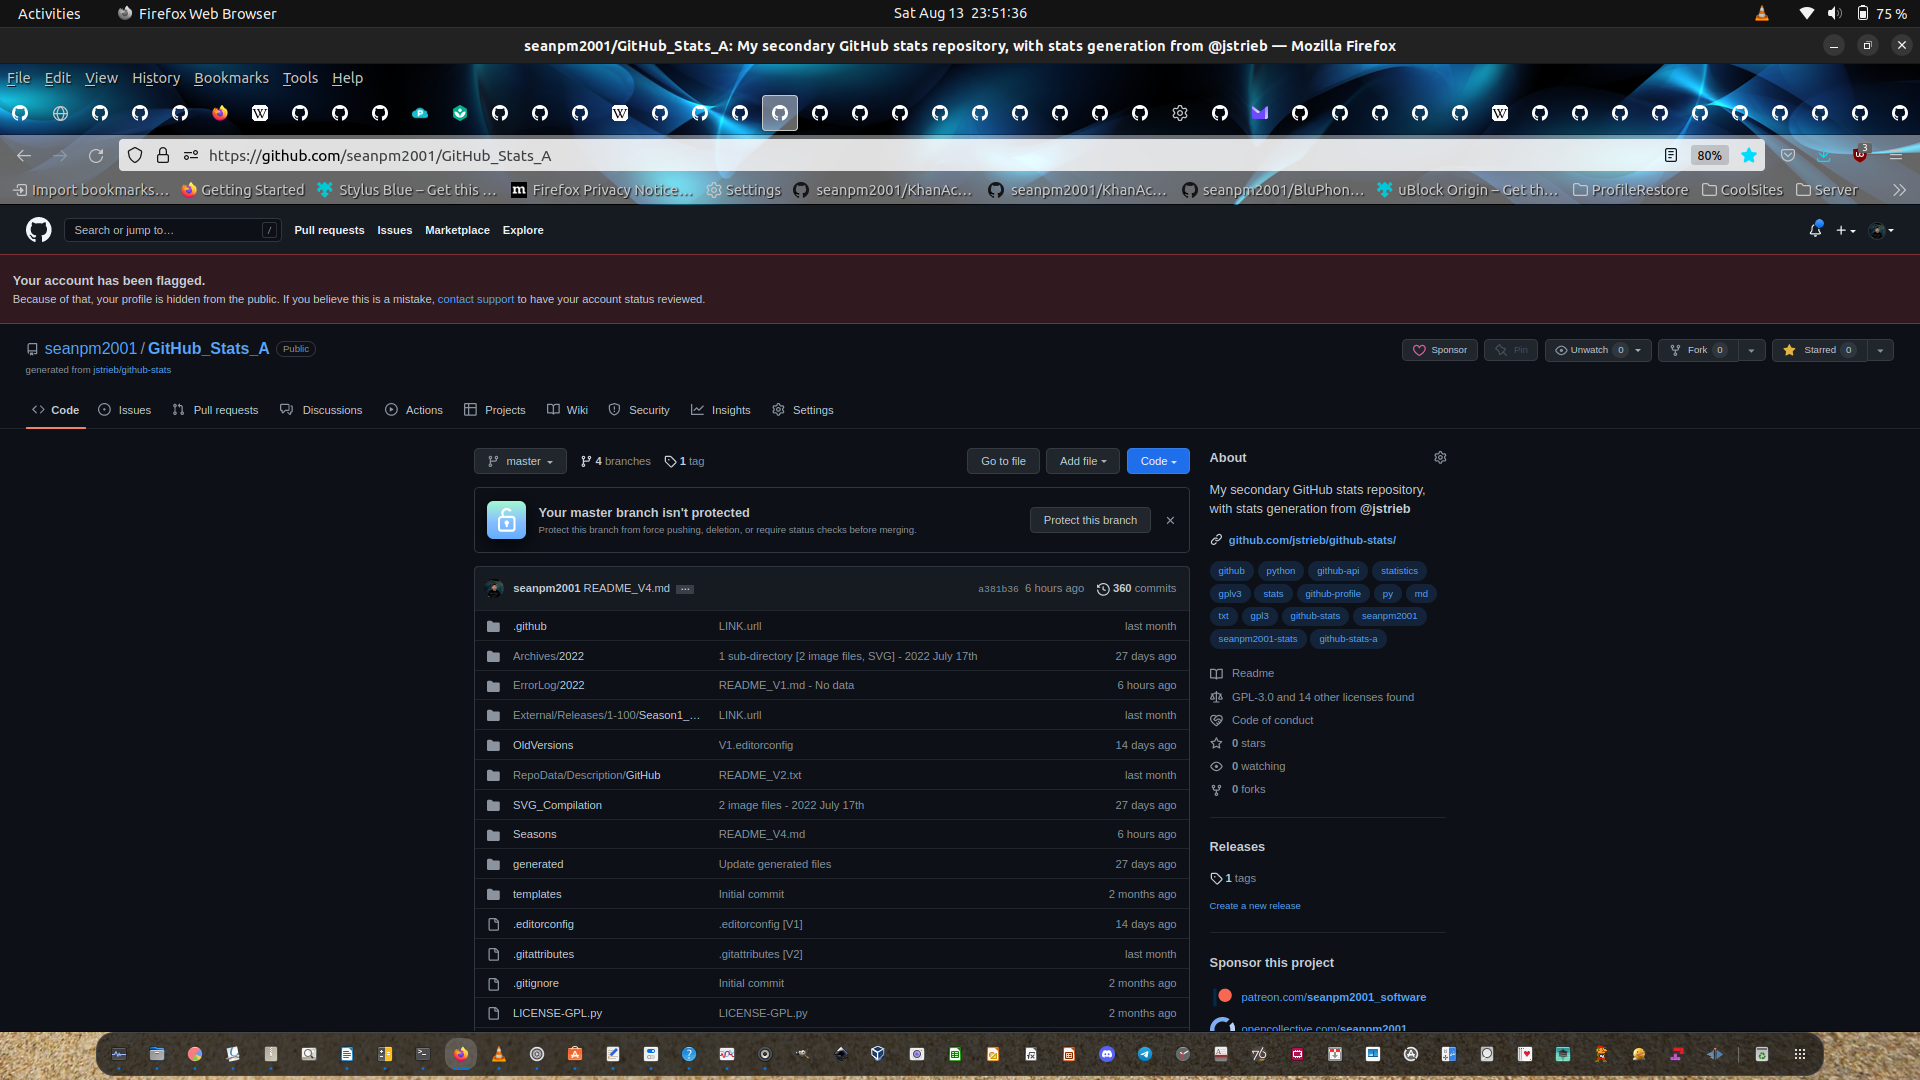 Activities Firefox Web Browser Sat Aug 13 23:51:36 75 %
seanpm2001/GitHub_Stats_A: My secondary GitHub stats repository, with stats generation from @jstrieb — Mozilla Firefox
File Edit View History Bookmarks Tools Help
https://github.com/seanpm2001/GitHub_Stats_A 80% 3
Import bookmarks… Getting Started Stylus Blue – Get this … Firefox Privacy Notice… Settings seanpm2001/KhanAc… seanpm2001/KhanAc… seanpm2001/BluPhon… uBlock Origin – Get th… ProfileRestore CoolSites Server
Search or jump to… / Pull requests Issues Marketplace Explore
Your account has been flagged.
Because of that, your profile is hidden from the public. If you believe this is a mistake, contact support to have your account status reviewed.
seanpm2001 / GitHub_Stats_A Public Sponsor Pin Unwatch 0 Fork 0 Starred 0
generated from jstrieb/github-stats
Code Issues Pull requests Discussions Actions Projects Wiki Security Insights Settings
master 4 branches 1 tag Go to file Add file Code
Your master branch isn't protected
Protect this branch from force pushing, deletion, or require status checks before merging.
Protect this branch
seanpm2001 README_V4.md … a381b36 6 hours ago 360 commits
.github LINK.urll last month
Archives/2022 1 sub-directory [2 image files, SVG] - 2022 July 17th 27 days ago
ErrorLog/2022 README_V1.md - No data 6 hours ago
External/Releases/1-100/Season1_… LINK.urll last month
OldVersions V1.editorconfig 14 days ago
RepoData/Description/GitHub README_V2.txt last month
SVG_Compilation 2 image files - 2022 July 17th 27 days ago
Seasons README_V4.md 6 hours ago
generated Update generated files 27 days ago
templates Initial commit 2 months ago
.editorconfig .editorconfig [V1] 14 days ago
.gitattributes .gitattributes [V2] last month
.gitignore Initial commit 2 months ago
LICENSE-GPL.py LICENSE-GPL.py 2 months ago
About
My secondary GitHub stats repository,
with stats generation from @jstrieb
github.com/jstrieb/github-stats/
github python github-api statistics
gplv3 stats github-profile py md
txt gpl3 github-stats seanpm2001
seanpm2001-stats github-stats-a
Readme
GPL-3.0 and 14 other licenses found
Code of conduct
0 stars
0 watching
0 forks
Releases
1 tags
Create a new release
Sponsor this project
patreon.com/seanpm2001_software
opencollective.com/seanpm2001